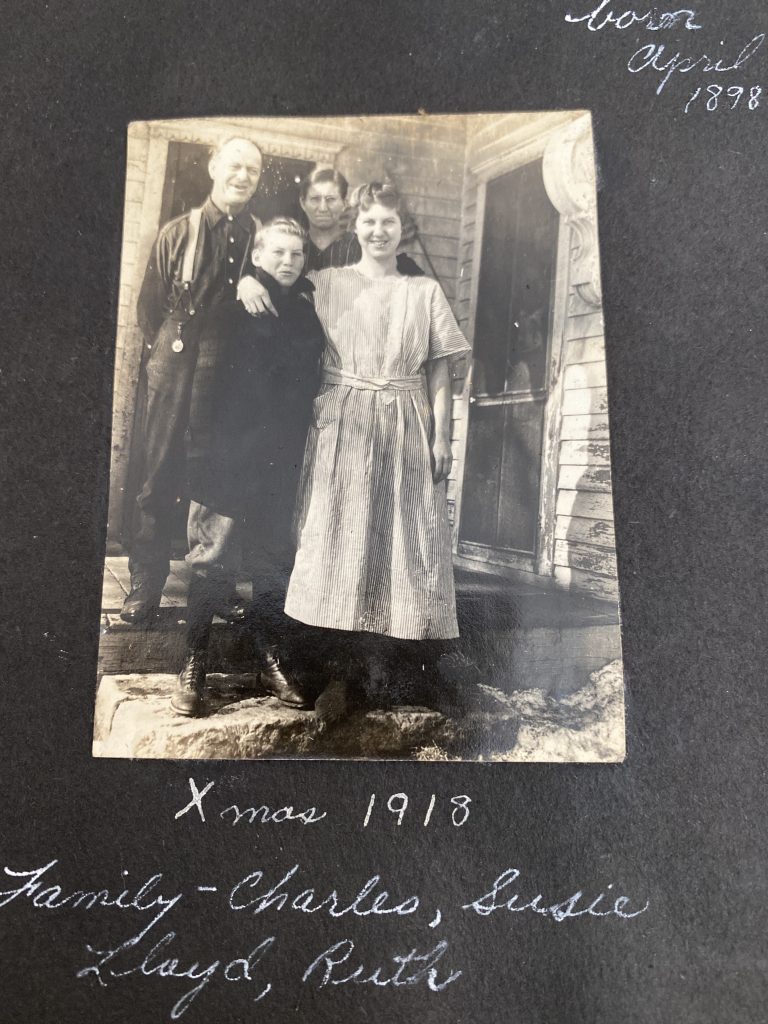 born
April
1898
Xmas 1918
Family - Charles, Susie
Lloyd, Ruth